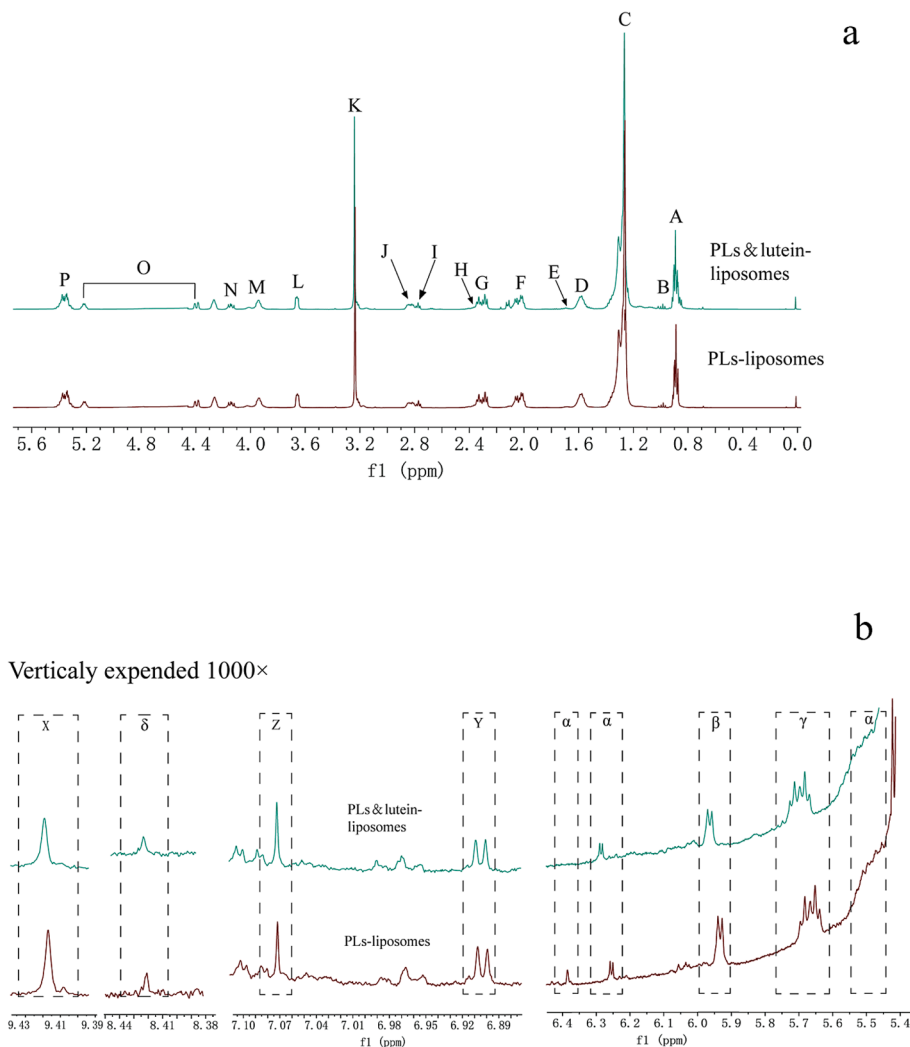 a
C
K
A
J
I
P
O
N
M
L
H
G
F
E
D
B
PLs & lutein-
liposomes
PLs-liposomes
5.6 5.2 4.8 4.4 4.0 3.6 3.2 2.8 2.4 2.0 1.6 1.2 0.8 0.4 0.0
f1 (ppm)
b
Verticaly expended 1000×
X δ Z Y α α β γ α
PLs & lutein-
liposomes
PLs-liposomes
9.43 9.41 9.39
8.44 8.41 8.38
7.10 7.07 7.04 7.01 6.98 6.95 6.92 6.89
6.4 6.3 6.2 6.1 6.0 5.9 5.8 5.7 5.6 5.5 5.4
f1 (ppm)
f1 (ppm)